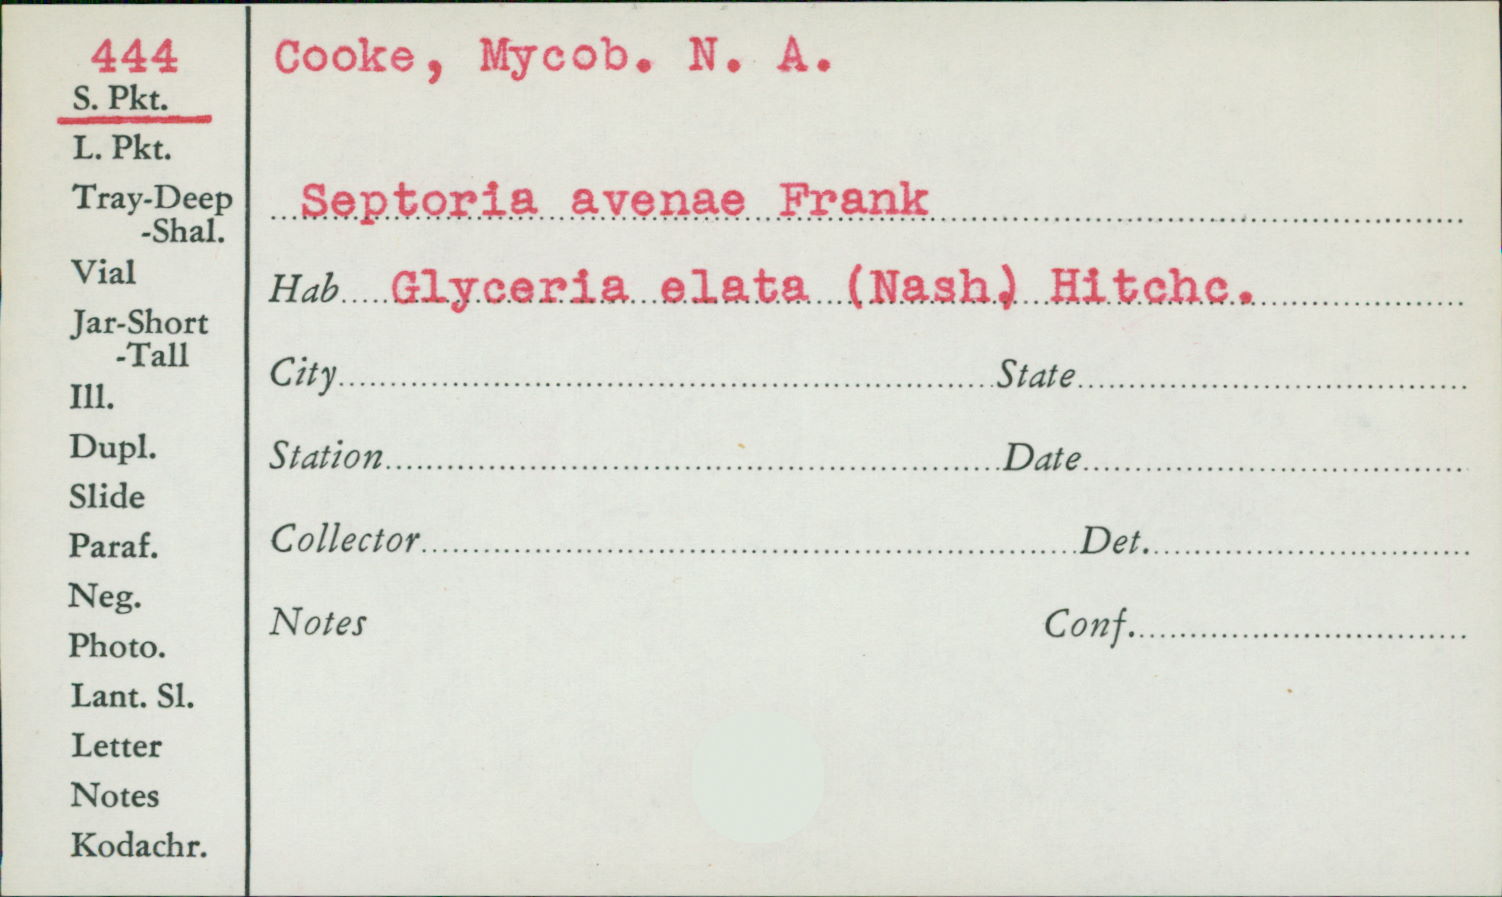 444
S. Pkt.
L. Pkt.
Tray-Deep
-Shal.
Vial
Jar-Short
-Tall
Ill.
Dupl.
Slide
Paraf.
Neg.
Photo.
Lant. Sl.
Letter
Notes
Kodachr.
Cooke, Mycob. N. A.
Septoria avenae Frank
Hab Glyceria elata (Nash) Hitchc.
City State
Station Date
Collector Det.
Notes Conf.